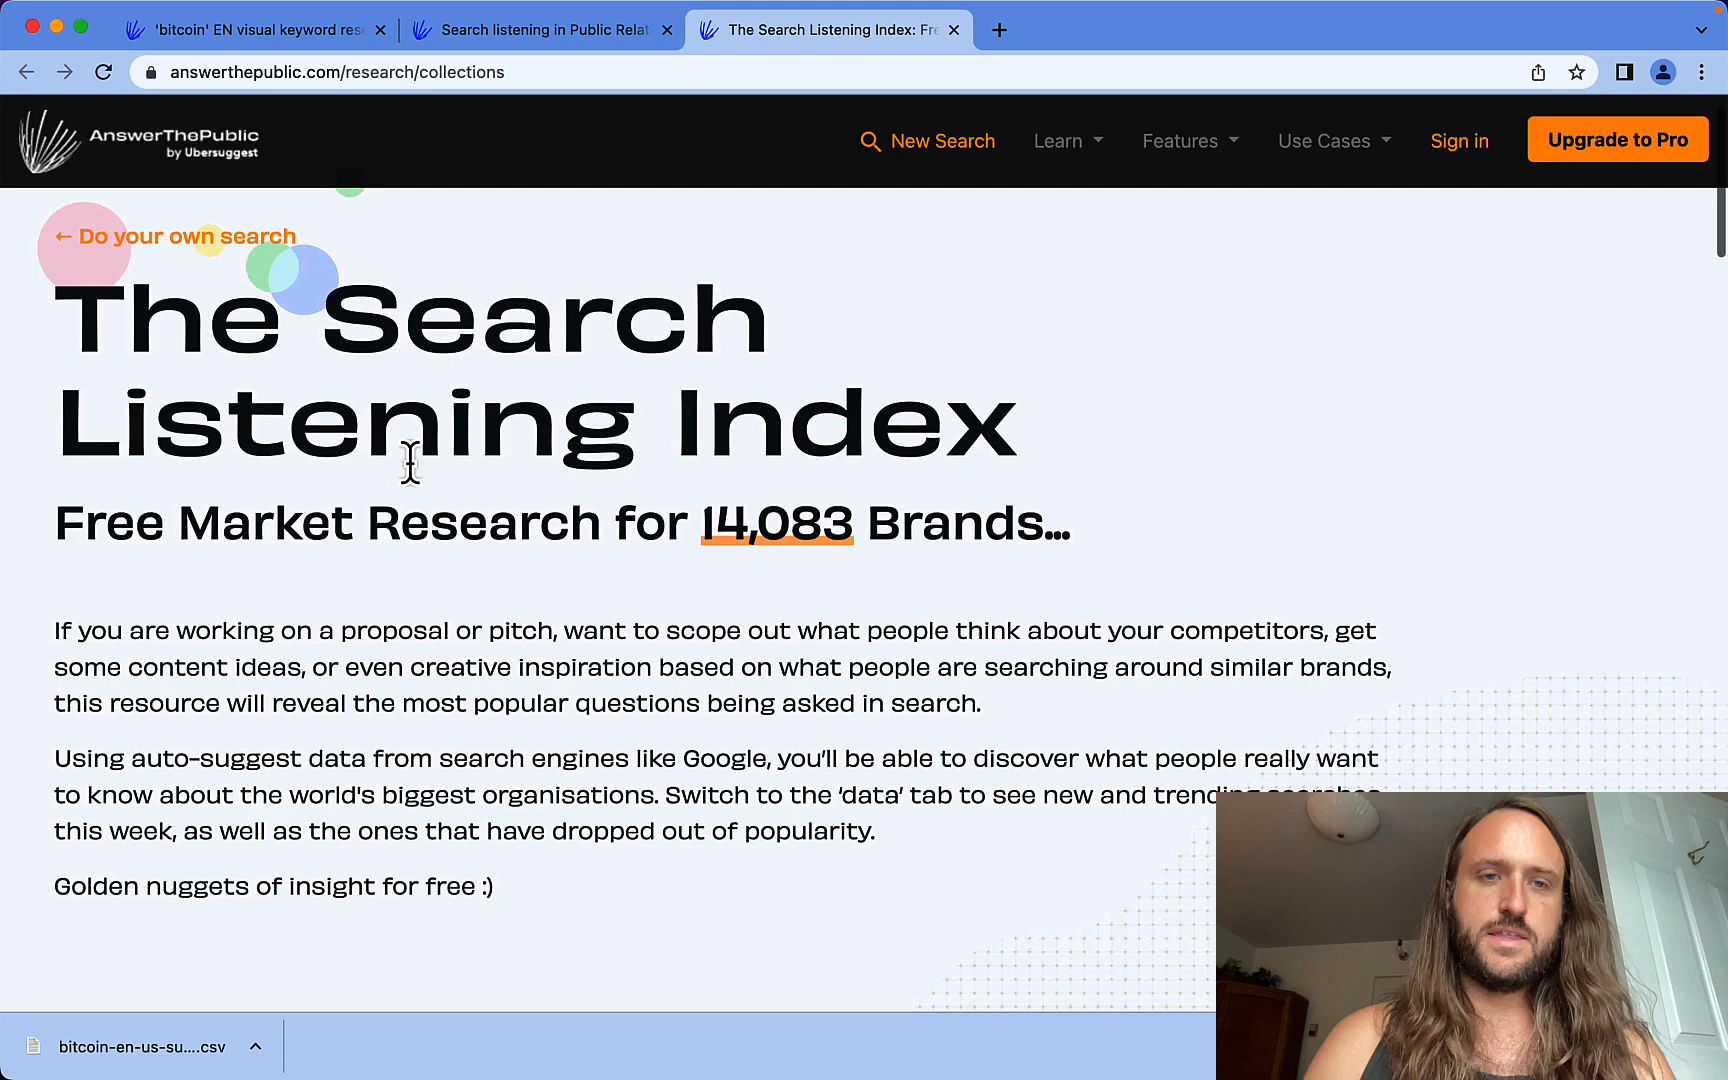 'bitcoin' EN visual keyword res
Search listening in Public Relat
The Search Listening Index: Fre
answerthepublic.com/research/collections
AnswerThePublic
by Ubersuggest
New Search
Learn
Features
Use Cases
Sign in
Upgrade to Pro
← Do your own search
The Search
Listening Index
Free Market Research for 14,083 Brands...
If you are working on a proposal or pitch, want to scope out what people think about your competitors, get
some content ideas, or even creative inspiration based on what people are searching around similar brands,
this resource will reveal the most popular questions being asked in search.
Using auto-suggest data from search engines like Google, you'll be able to discover what people really want
to know about the world's biggest organisations. Switch to the 'data' tab to see new and trending searches
this week, as well as the ones that have dropped out of popularity.
Golden nuggets of insight for free :)
bitcoin-en-us-su....csv